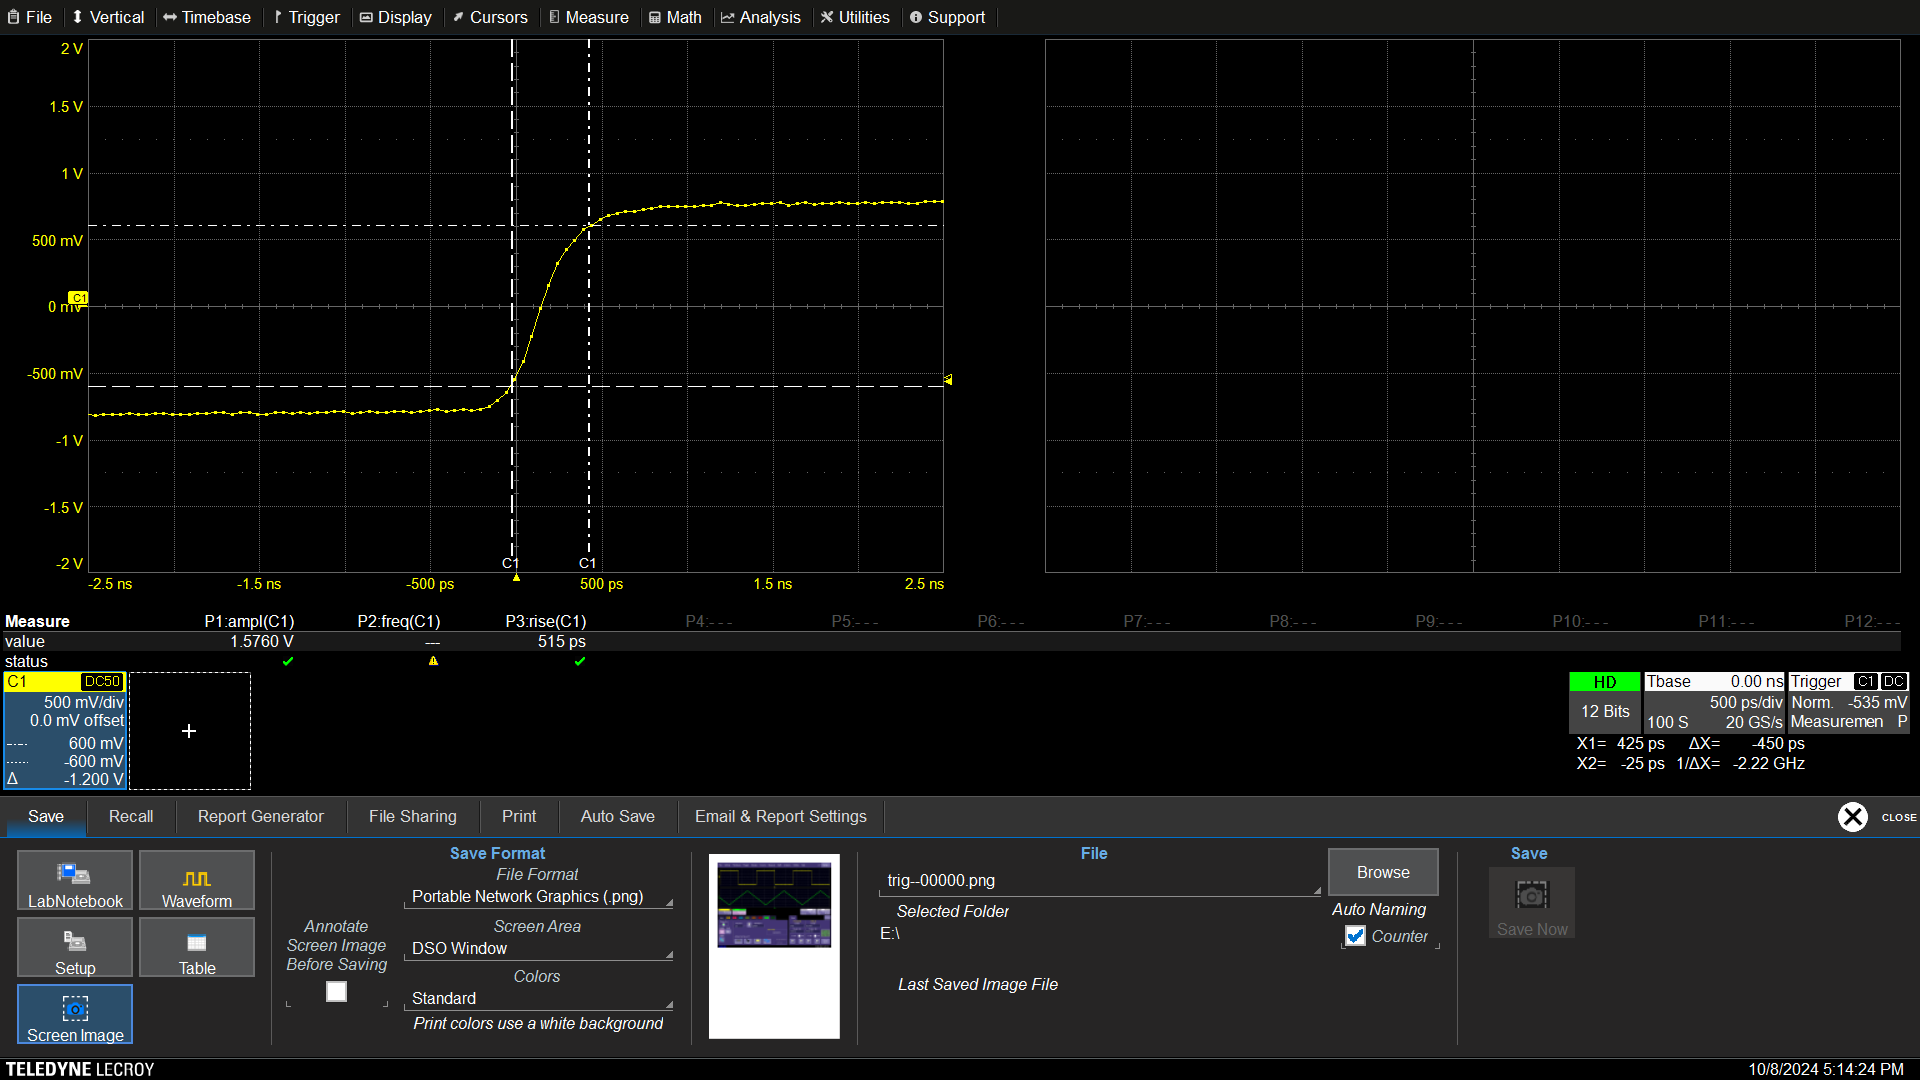 File Vertical Timebase Trigger Display Cursors Measure Math Analysis Utilities Support
2 V
1.5 V
1 V
500 mV
C1
0 mV
-500 mV
-1 V
-1.5 V
-2 V
C1 C1
-2.5 ns -1.5 ns -500 ps 500 ps 1.5 ns 2.5 ns
Measure P1:ampl(C1) P2:freq(C1) P3:rise(C1) P4:- - - P5:- - - P6:- - - P7:- - - P8:- - - P9:- - - P10:- - - P11:- - - P12:- - -
value 1.5760 V --- 515 ps
status
C1 DC50
500 mV/div
0.0 mV offset
600 mV
-600 mV
Δ -1.200 V
+
HD
12 Bits
Tbase 0.00 ns
500 ps/div
100 S 20 GS/s
Trigger C1 DC
Norm. -535 mV
Measuremen P
X1= 425 ps ΔX= -450 ps
X2= -25 ps 1/ΔX= -2.22 GHz
Save Recall Report Generator File Sharing Print Auto Save Email & Report Settings CLOSE
LabNotebook
Waveform
Setup
Table
Screen Image
Annotate
Screen Image
Before Saving
Save Format
File Format
Portable Network Graphics (.png)
Screen Area
DSO Window
Colors
Standard
Print colors use a white background
File
trig--00000.png
Selected Folder
E:\
Last Saved Image File
Browse
Auto Naming
Counter
Save
Save Now
TELEDYNE LECROY
10/8/2024 5:14:24 PM